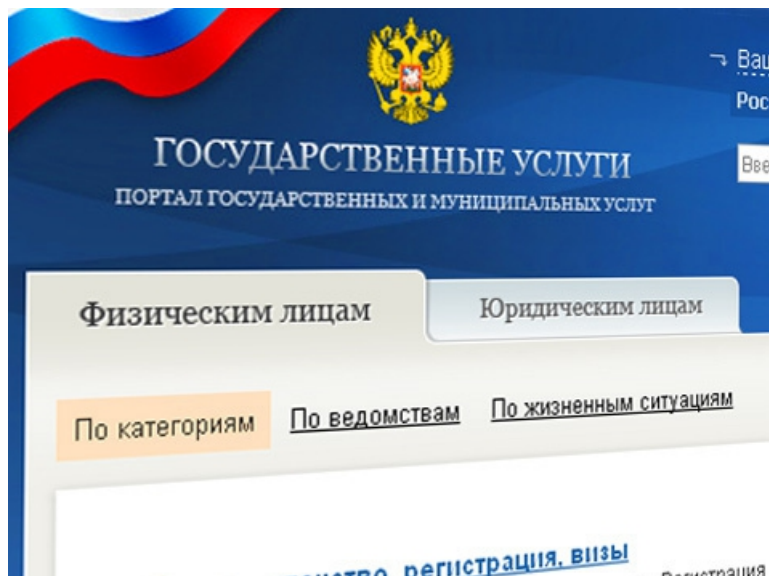 ГОСУДАРСТВЕННЫЕ УСЛУГИ
ПОРТАЛ ГОСУДАРСТВЕННЫХ И МУНИЦИПАЛЬНЫХ УСЛУГ
Физическим лицам
Юридическим лицам
По категориям По ведомствам По жизненным ситуациям
регистрация, визы
Регистрация